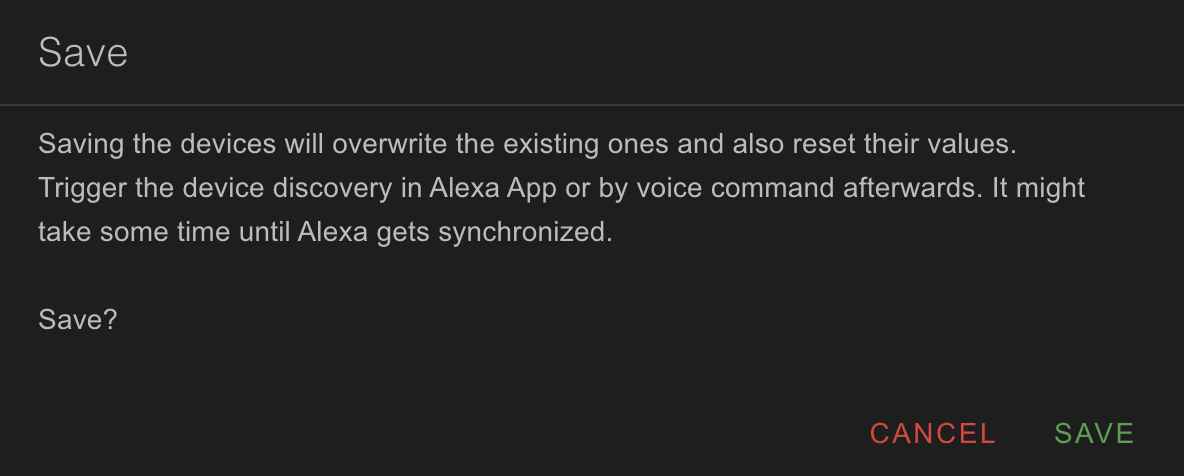 Save
Saving the devices will overwrite the existing ones and also reset their values.
Trigger the device discovery in Alexa App or by voice command afterwards. It might
take some time until Alexa gets synchronized.
Save?
CANCEL SAVE